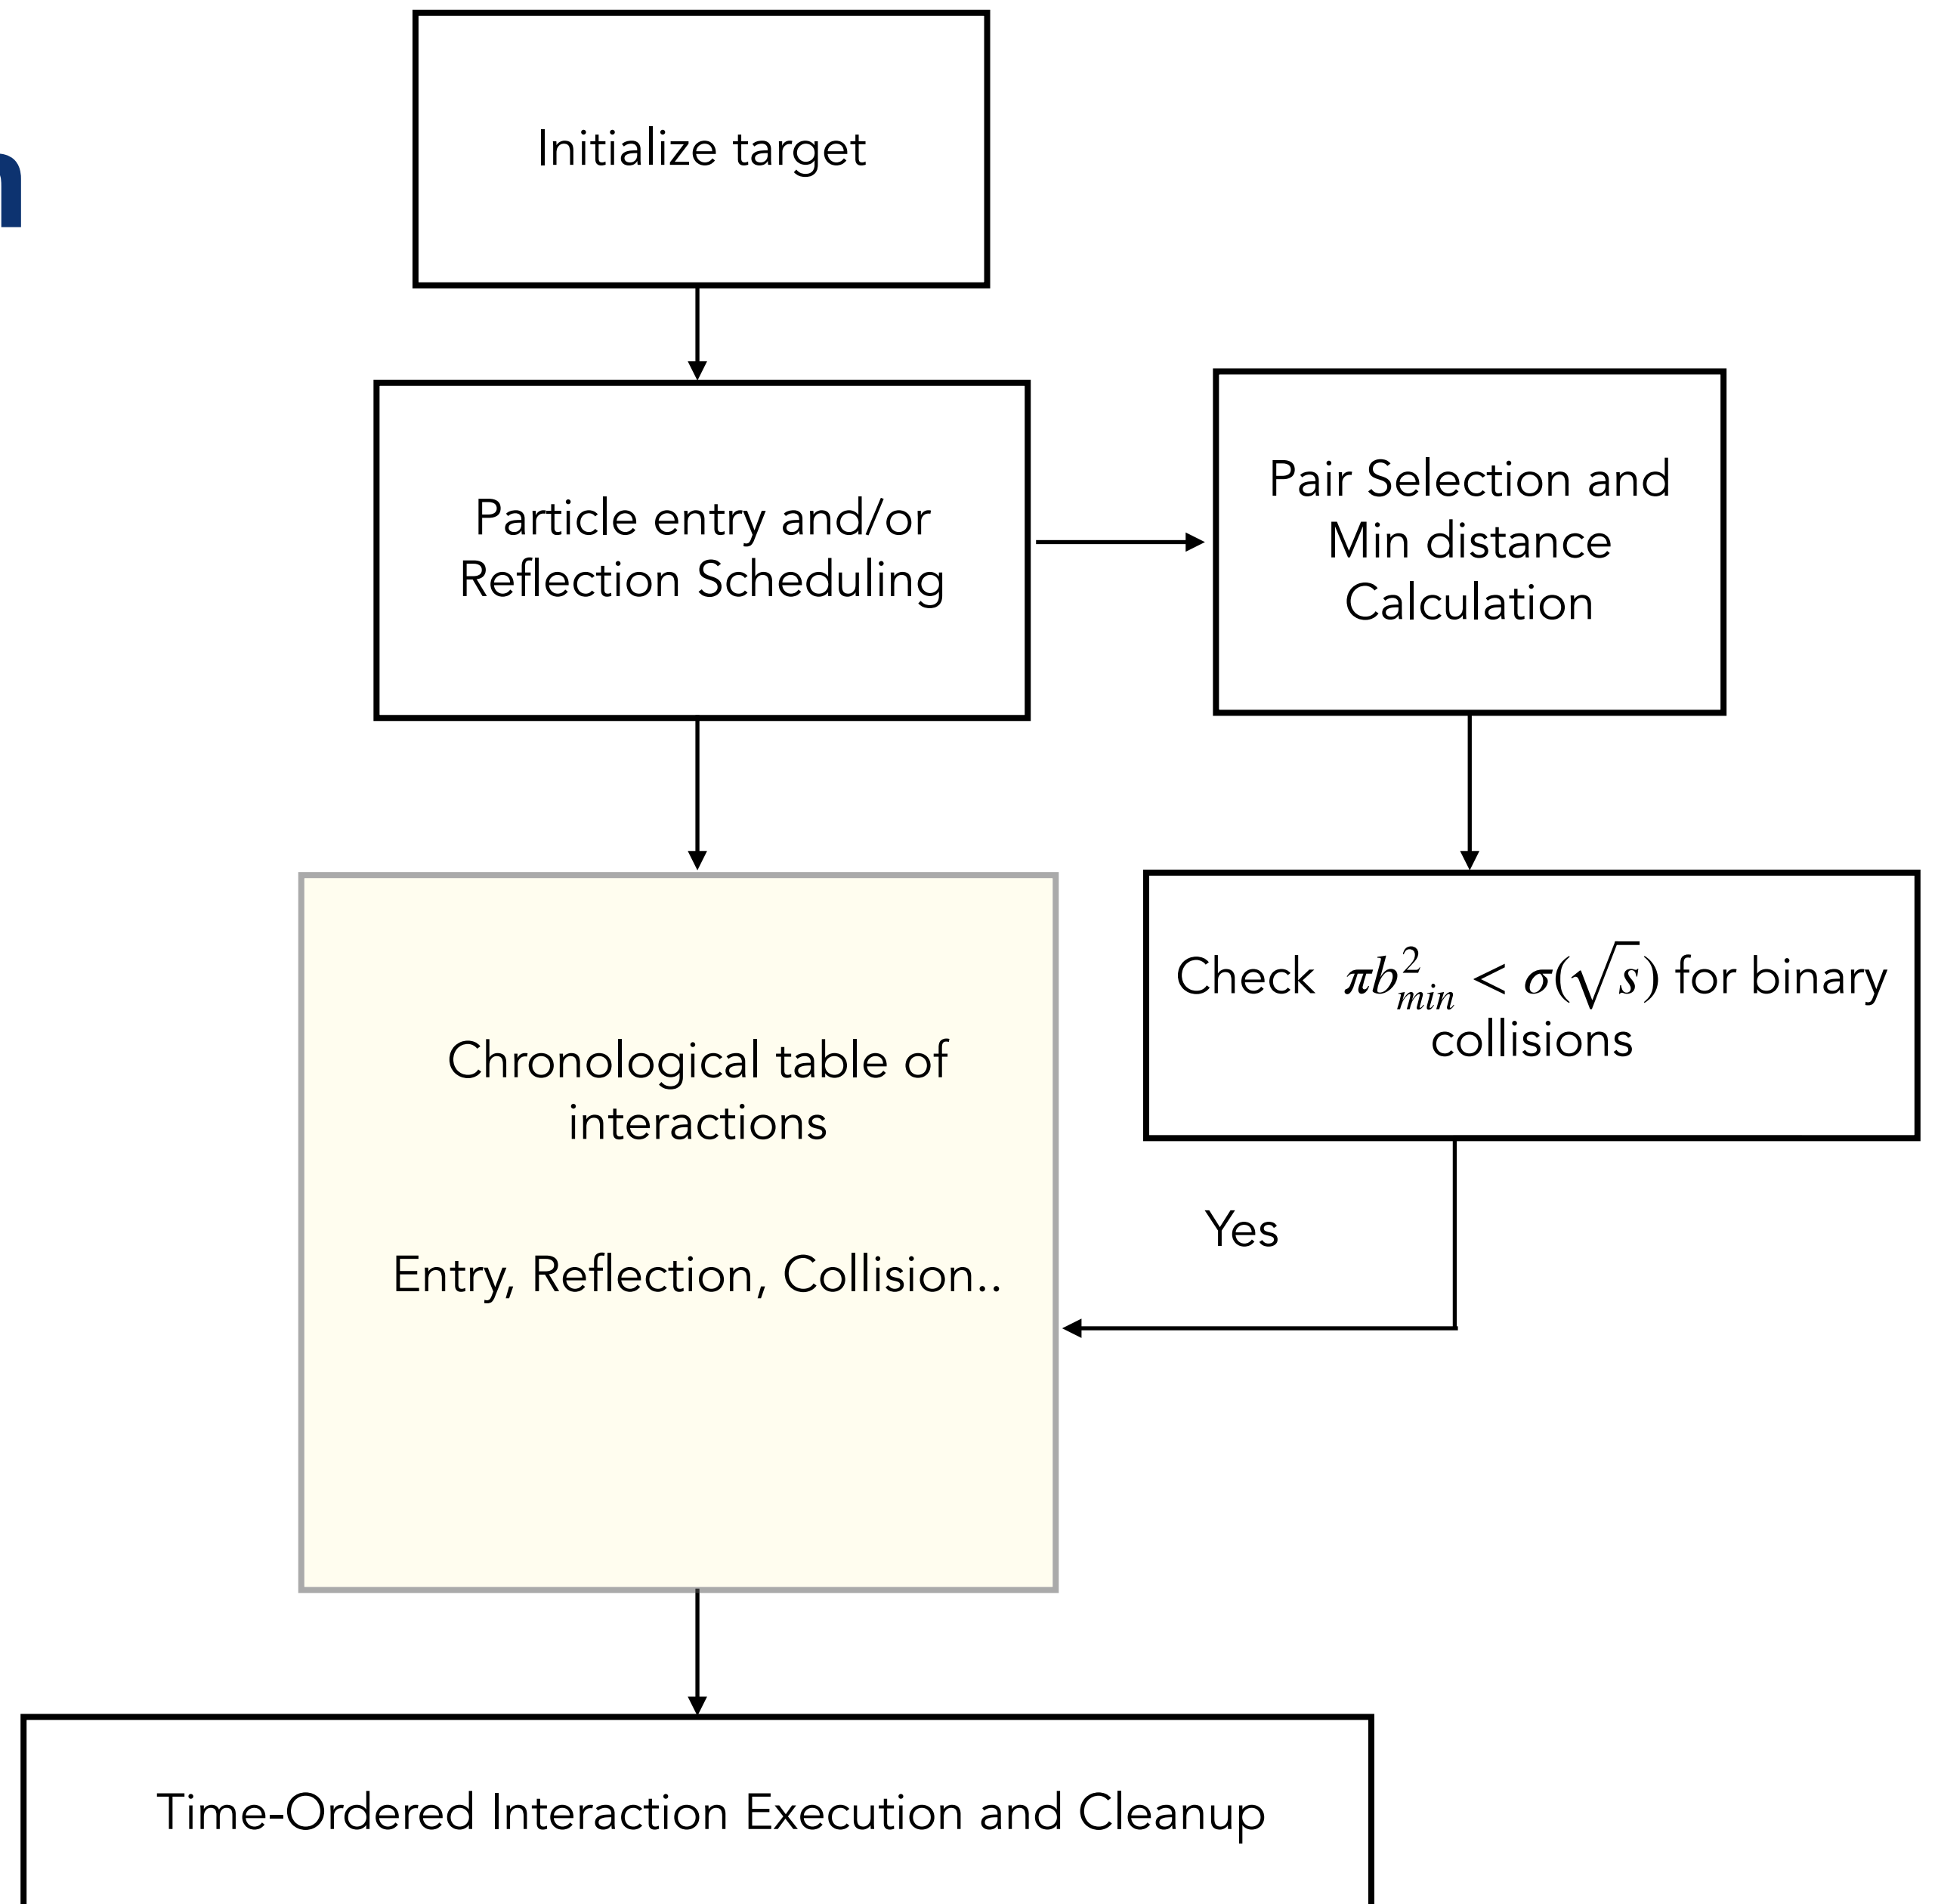 n
Initialize target
Particle entry and/or
Reflection Scheduling
Pair Selection and
Min distance
Calculation
Check πb²ₘᵢₙ < σ(√s) for binary
collisions
Chronological table of
interactions
Entry, Reflection, Collision..
Yes
Time-Ordered Interaction Execution and Cleanup